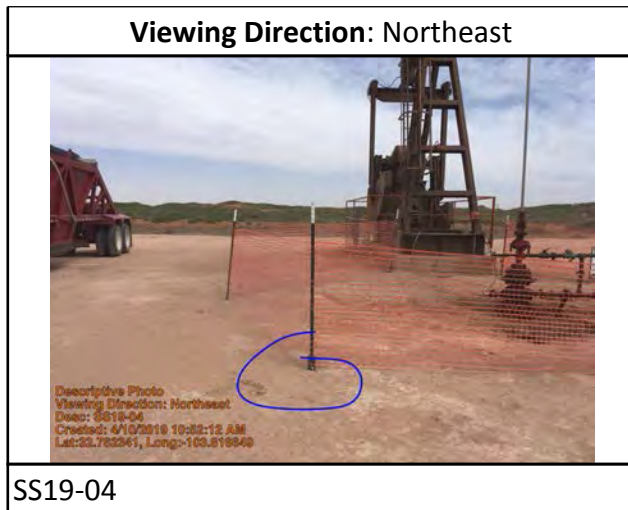 Viewing Direction: Northeast
Descriptive Photo
Viewing Direction: Northeast
Desc: SS19-04
Created: 4/10/2019 10:52:12 AM
SS19-04